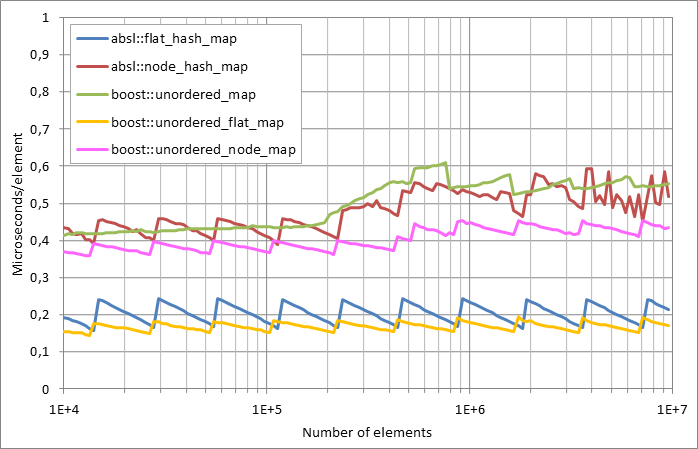 1
0,9
0,8
0,7
0,6
0,5
0,4
0,3
0,2
0,1
0
Microseconds/element
absl::flat_hash_map
absl::node_hash_map
boost::unordered_map
boost::unordered_flat_map
boost::unordered_node_map
1E+4
1E+5
1E+6
1E+7
Number of elements